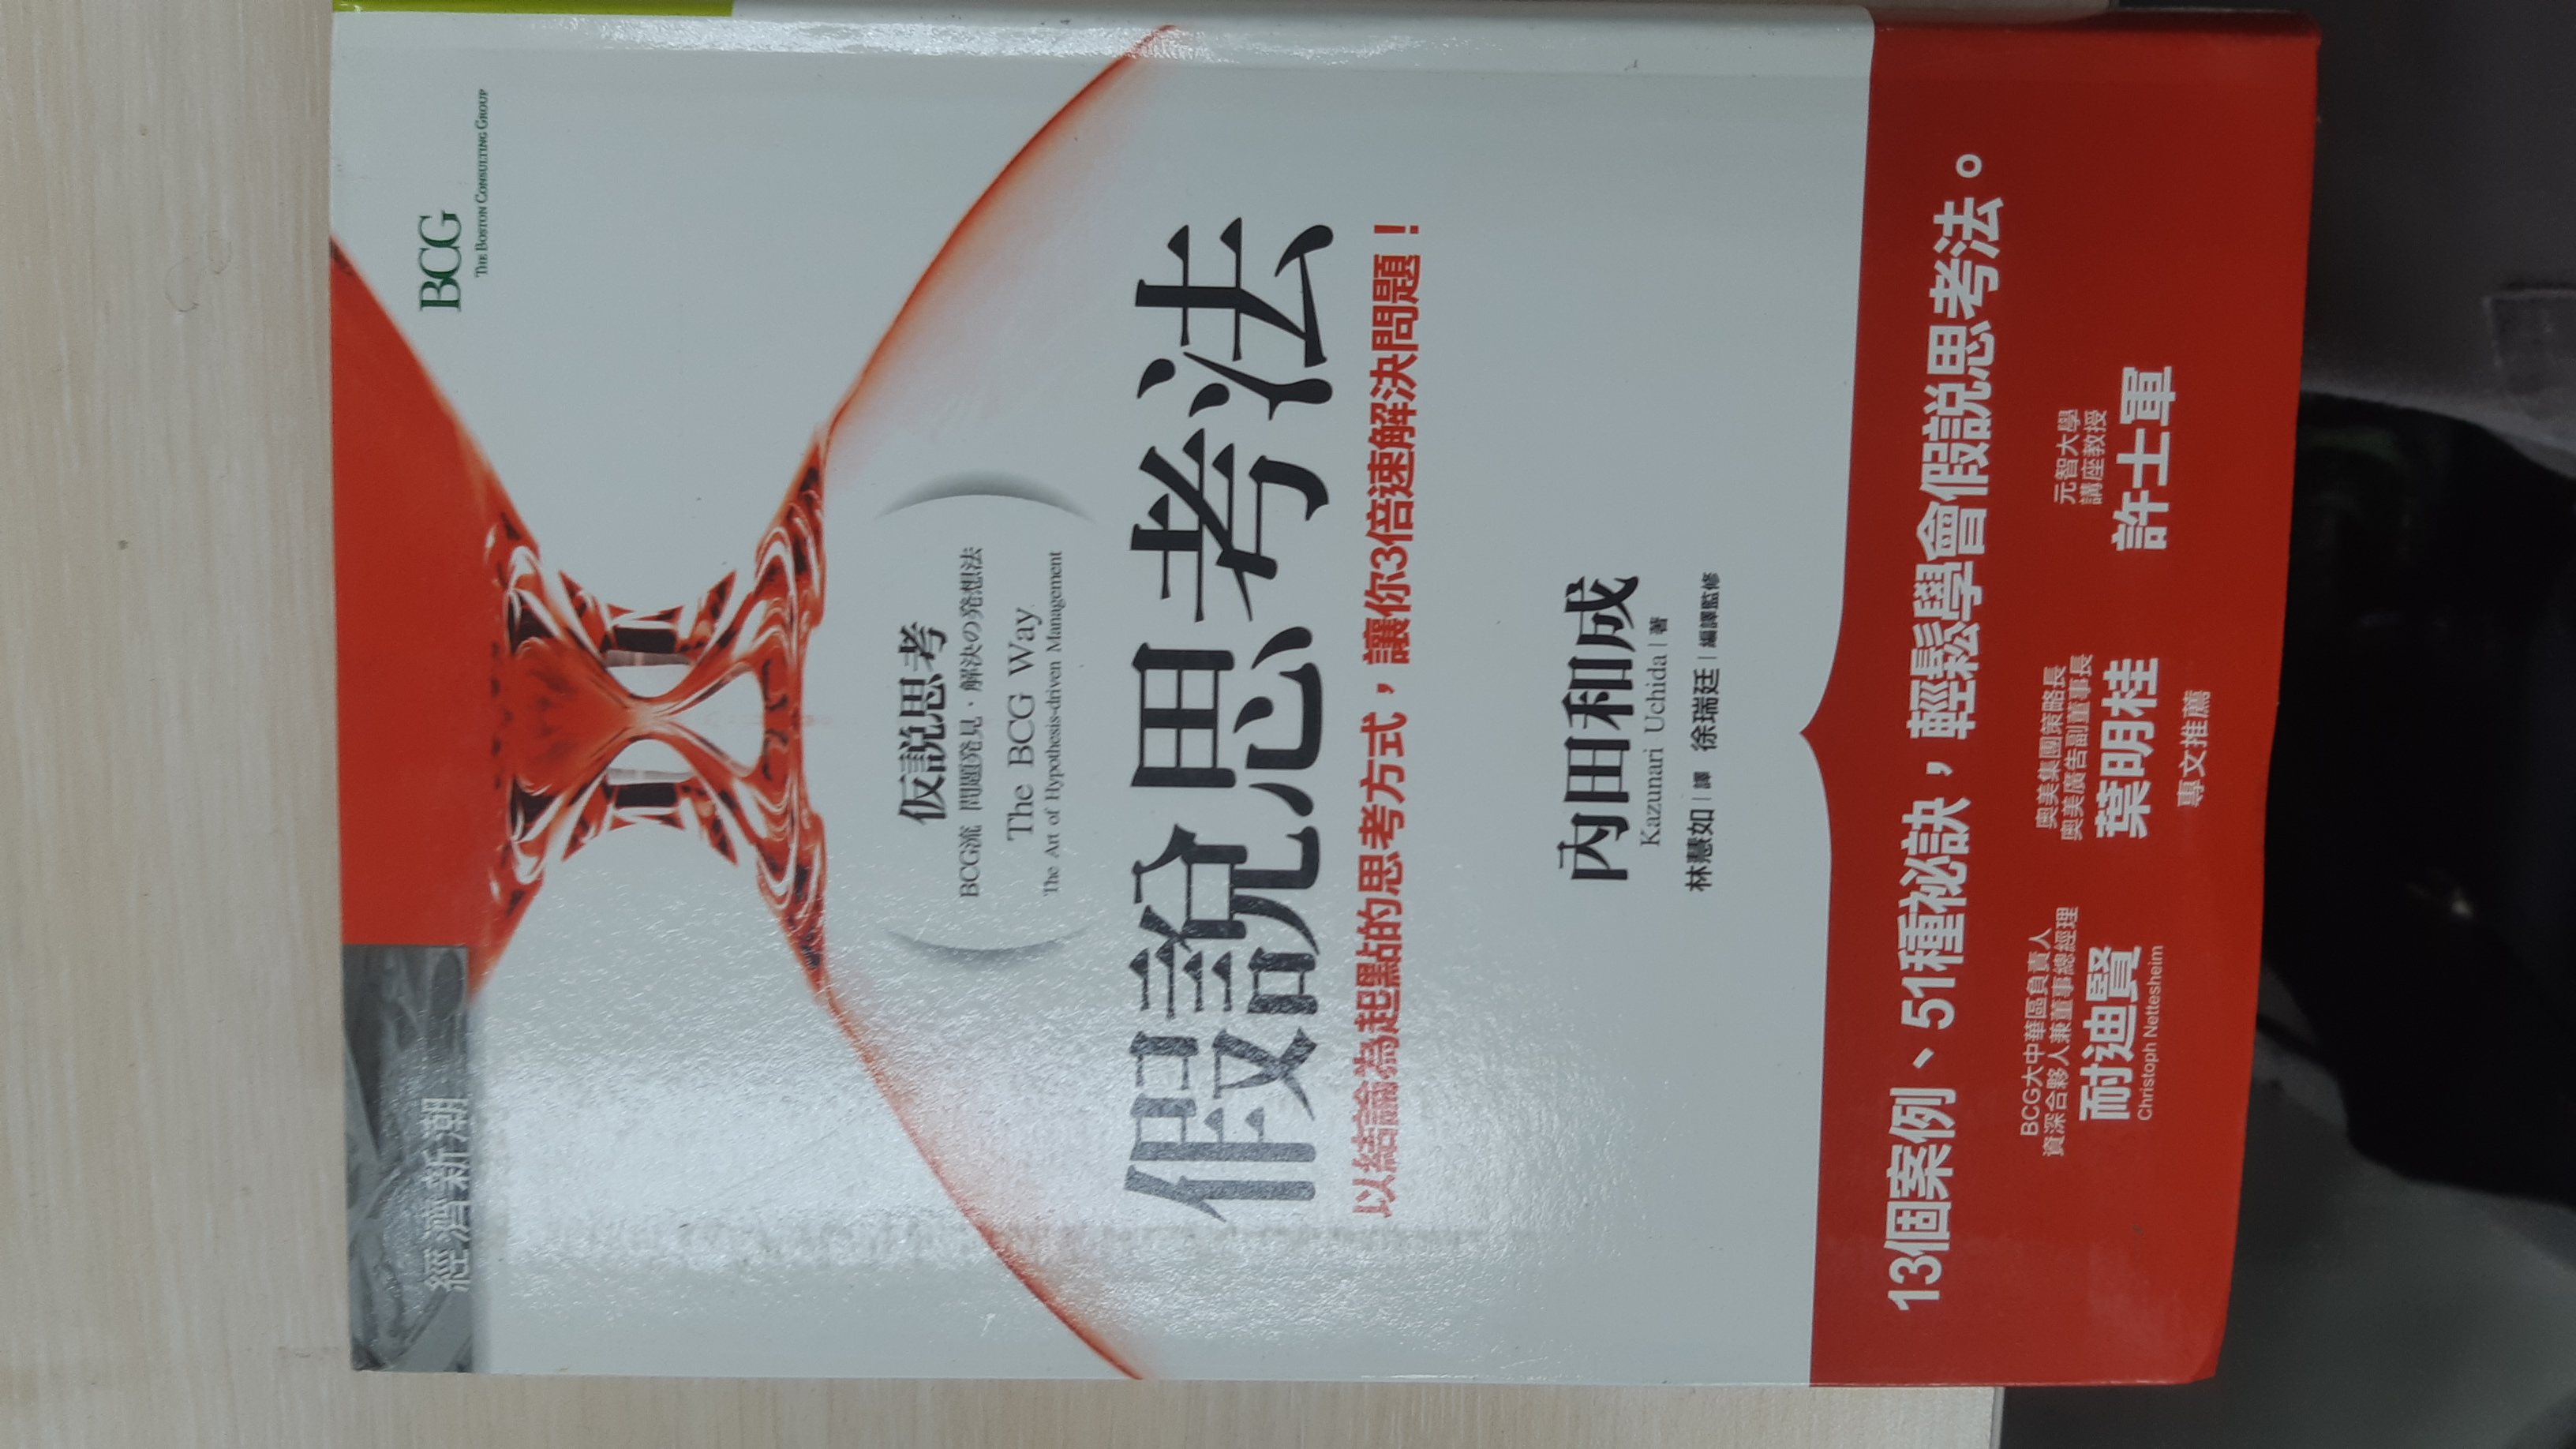 經濟新潮
BCG
THE BOSTON CONSULTING GROUP
仮説思考
BCG流 問題発見・解決の発想法
The BCG Way
The Art of Hypothesis-driven Management
假說思考法
以結論為起點的思考方式，讓你3倍速解決問題！
內田和成
Kazunari Uchida｜著
林慧如｜譯 徐瑞廷｜編譯監修
13個案例、51種祕訣，輕鬆學會假說思考法。
BCG大中華區負責人
資深合夥人兼董事總經理
耐迪賢
Christoph Nettesheim
奧美集團策略長
奧美廣告副董事長
葉明桂
元智大學
講座教授
許士軍
專文推薦